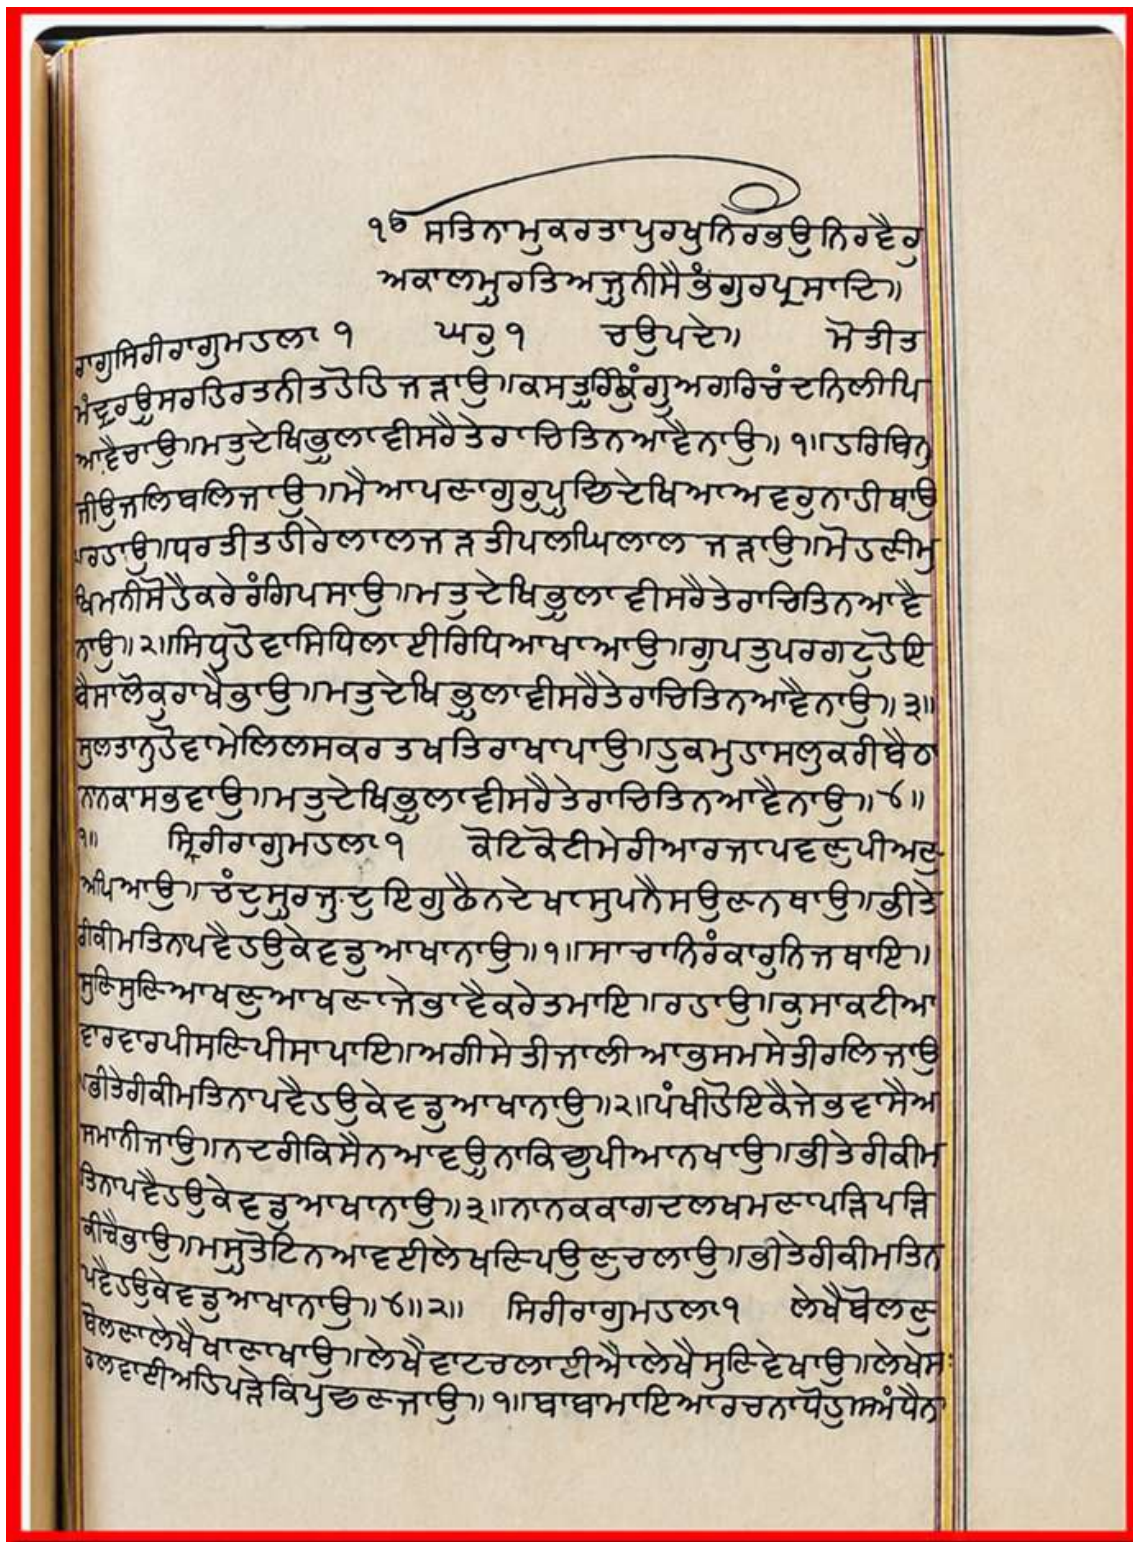 ੴ ਸਤਿਨਾਮੁਕਰਤਾਪੁਰਖੁਨਿਰਭਉਨਿਰਵੈਰੁ
ਅਕਾਲਮੂਰਤਿਅਜੂਨੀਸੈਭੰਗੁਰਪ੍ਰਸਾਦਿ॥
ਰਾਗੁਸਿਰੀਰਾਗੁਮਹਲਾ ੧ ਘਰੁ ੧ ਚਉਪਦੇ॥ ਮੋਤੀਤ
ਮੰਦਰਊਸਰਹਿਰਤਨੀਤਹੋਹਿਜੜਾਉ॥ਕਸਤੂਰਿਕੁੰਗੂਅਗਰਿਚੰਦਨਿਲੀਪਿ
ਆਵੈਚਾਉ॥ਮਤੁਦੇਖਿਭੂਲਾਵੀਸਰੈਤੇਰਾਚਿਤਿਨਆਵੈਨਾਉ॥੧॥ਹਰਿਬਿਨੁ
ਜੀਉਜਲਿਬਲਿਜਾਉ॥ਮੈਆਪਣਾਗੁਰੁਪੂਛਿਦੇਖਿਆਅਵਰੁਨਾਹੀਥਾਉ
ਰਹਾਉ॥ਧਰਤੀਤਹੀਰੇਲਾਲਜੜਤੀਪਲਘਿਲਾਲ ਜੜਾਉ॥ਮੋਹਣੀਮੁ
ਖਿਮਨੀਸੋਹੈਕਰੇਰੰਗਿਪਸਾਉ॥ਮਤੁਦੇਖਿਭੂਲਾਵੀਸਰੈਤੇਰਾਚਿਤਿਨਆਵੈ
ਨਾਉ॥੨॥ਸਿਧੁਹੋਵਾਸਿਧਿਲਾਈਰਿਧਿਆਖਾਆਉ॥ਗੁਪਤੁਪਰਗਟੁਹੋਇ
ਬੈਸਾਲੋਕੁਰਾਖੈਭਾਉ॥ਮਤੁਦੇਖਿਭੂਲਾਵੀਸਰੈਤੇਰਾਚਿਤਿਨਆਵੈਨਾਉ॥੩॥
ਸੁਲਤਾਨੁਹੋਵਾਮੇਲਿਲਸਕਰਤਖਤਿਰਾਖਾਪਾਉ॥ਹੁਕਮੁਹਾਸਲੁਕਰੀਬੈਠਾ
ਨਾਨਕਾਸਭਵਾਉ॥ਮਤੁਦੇਖਿਭੂਲਾਵੀਸਰੈਤੇਰਾਚਿਤਿਨਆਵੈਨਾਉ॥੪॥
੧॥ ਸ੍ਰਿਰੀਰਾਗੁਮਹਲਾ ੧ ਕੋਟਿਕੋਟੀਮੇਰੀਆਰਜਾਪਵਣੁਪੀਅਣੁ
ਅਪਿਆਉ॥ਚੰਦੁਸੂਰਜੁਦੁਇਗੁਫੈਨਦੇਖਾਸੁਪਨੈਸਉਣਨਥਾਉ॥ਭੀਤੇ
ਰੀਕੀਮਤਿਨਪਵੈਹਉਕੇਵਡੁਆਖਾਨਾਉ॥੧॥ਸਾਚਾਨਿਰੰਕਾਰੁਨਿਜਥਾਇ॥
ਸੁਣਿਸੁਣਿਆਖਣੁਆਖਣਾਜੇਭਾਵੈਕਰੇਤਮਾਇ॥ਰਹਾਉ॥ਕੁਸਾਕਟੀਆ
ਵਾਰਵਾਰਪੀਸਣਿਪੀਸਾਪਾਇ॥ਅਗੀਸੇਤੀਜਾਲੀਆਭਸਮਸੇਤੀਰਲਿਜਾਉ
ਭੀਤੇਰੀਕੀਮਤਿਨਾਪਵੈਹਉਕੇਵਡੁਆਖਾਨਾਉ॥੨॥ਪੰਖੀਹੋਇਕੈਜੇਭਵਾਸੈਅ
ਸਮਾਨੀਜਾਉ॥ਨਦਰੀਕਿਸੈਨਆਵਊਨਾਕਿਛੁਪੀਆਨਖਾਉ॥ਭੀਤੇਰੀਕੀਮ
ਤਿਨਾਪਵੈਹਉਕੇਵਡੁਆਖਾਨਾਉ॥੩॥ਨਾਨਕਕਾਗਦਲਖਮਣਾਪੜਿਪੜਿ
ਕੀਚੈਭਾਉ॥ਮਸੂਤੋਟਿਨਆਵਈਲੇਖਣਿਪਉਣੁਚਲਾਉ॥ਭੀਤੇਰੀਕੀਮਤਿਨ
ਪਵੈਹਉਕੇਵਡੁਆਖਾਨਾਉ॥੪॥੨॥ ਸਿਰੀਰਾਗੁਮਹਲਾ ੧ ਲੇਖੈਬੋਲਣੁ
ਬੋਲਣਾਲੇਖੈਖਾਣਾਖਾਉ॥ਲੇਖੈਵਾਟਚਲਾਈਐਲੇਖੈਸੁਣਿਵੇਖਾਉ॥ਲੇਖੇਸਾ
ਹਲਵਾਈਅਹਿਪੜੇਕਿਪੁਛਣਜਾਉ॥੧॥ਬਾਬਾਮਾਇਆਰਚਨਾਧੋਹੁ॥ਅੰਧੈਨਾ